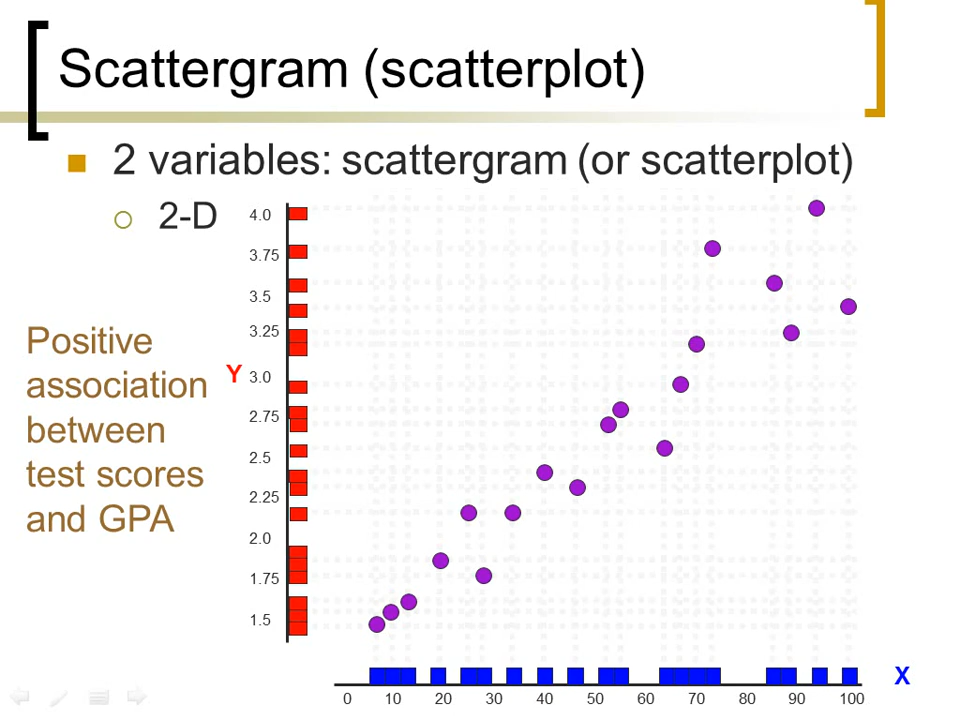 Scattergram (scatterplot)
2 variables: scattergram (or scatterplot)
2-D
Positive
association
between
test scores
and GPA
Y
4.0
3.75
3.5
3.25
3.0
2.75
2.5
2.25
2.0
1.75
1.5
X
0 10 20 30 40 50 60 70 80 90 100